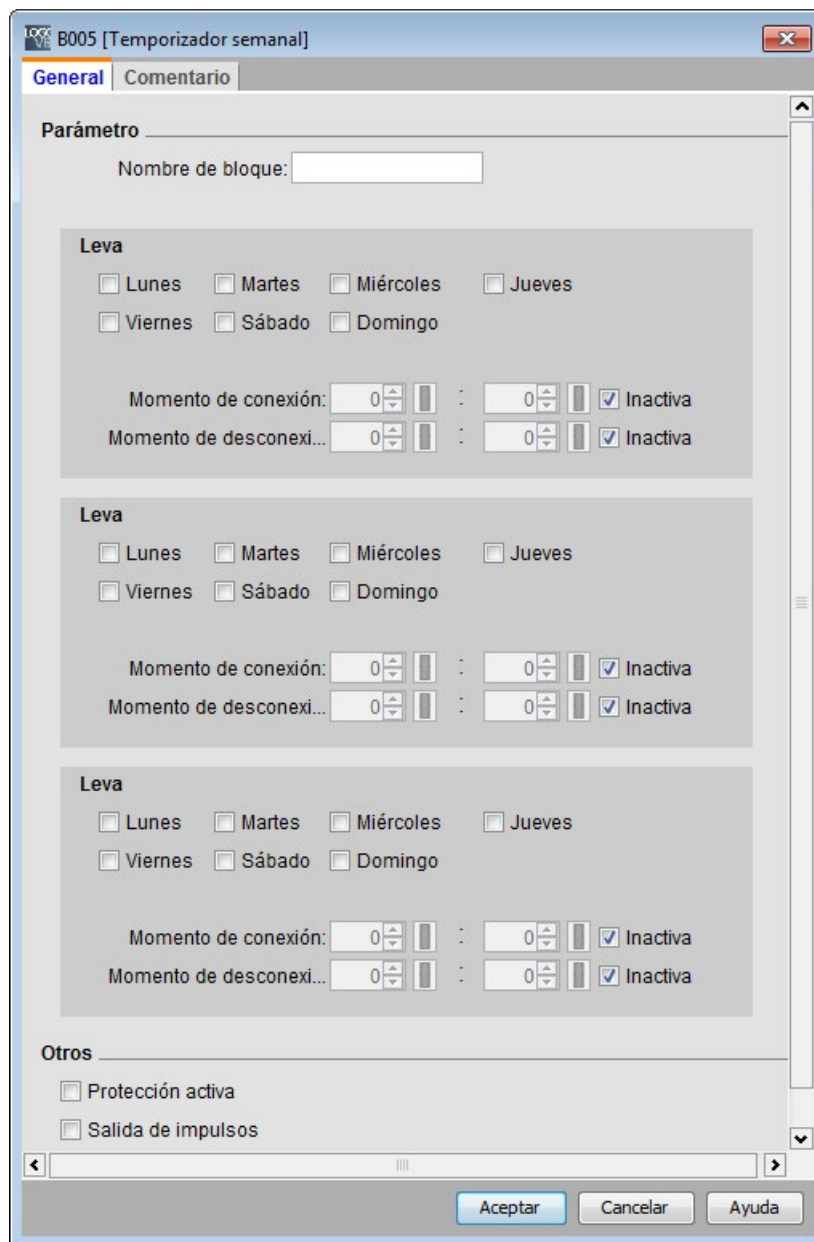 B005 [Temporizador semanal]
General Comentario
Parámetro
Nombre de bloque:
Leva
Lunes Martes Miércoles Jueves
Viernes Sábado Domingo
Momento de conexión: 0 : 0 Inactiva
Momento de desconexi... 0 : 0 Inactiva
Leva
Lunes Martes Miércoles Jueves
Viernes Sábado Domingo
Momento de conexión: 0 : 0 Inactiva
Momento de desconexi... 0 : 0 Inactiva
Leva
Lunes Martes Miércoles Jueves
Viernes Sábado Domingo
Momento de conexión: 0 : 0 Inactiva
Momento de desconexi... 0 : 0 Inactiva
Otros
Protección activa
Salida de impulsos
Aceptar Cancelar Ayuda